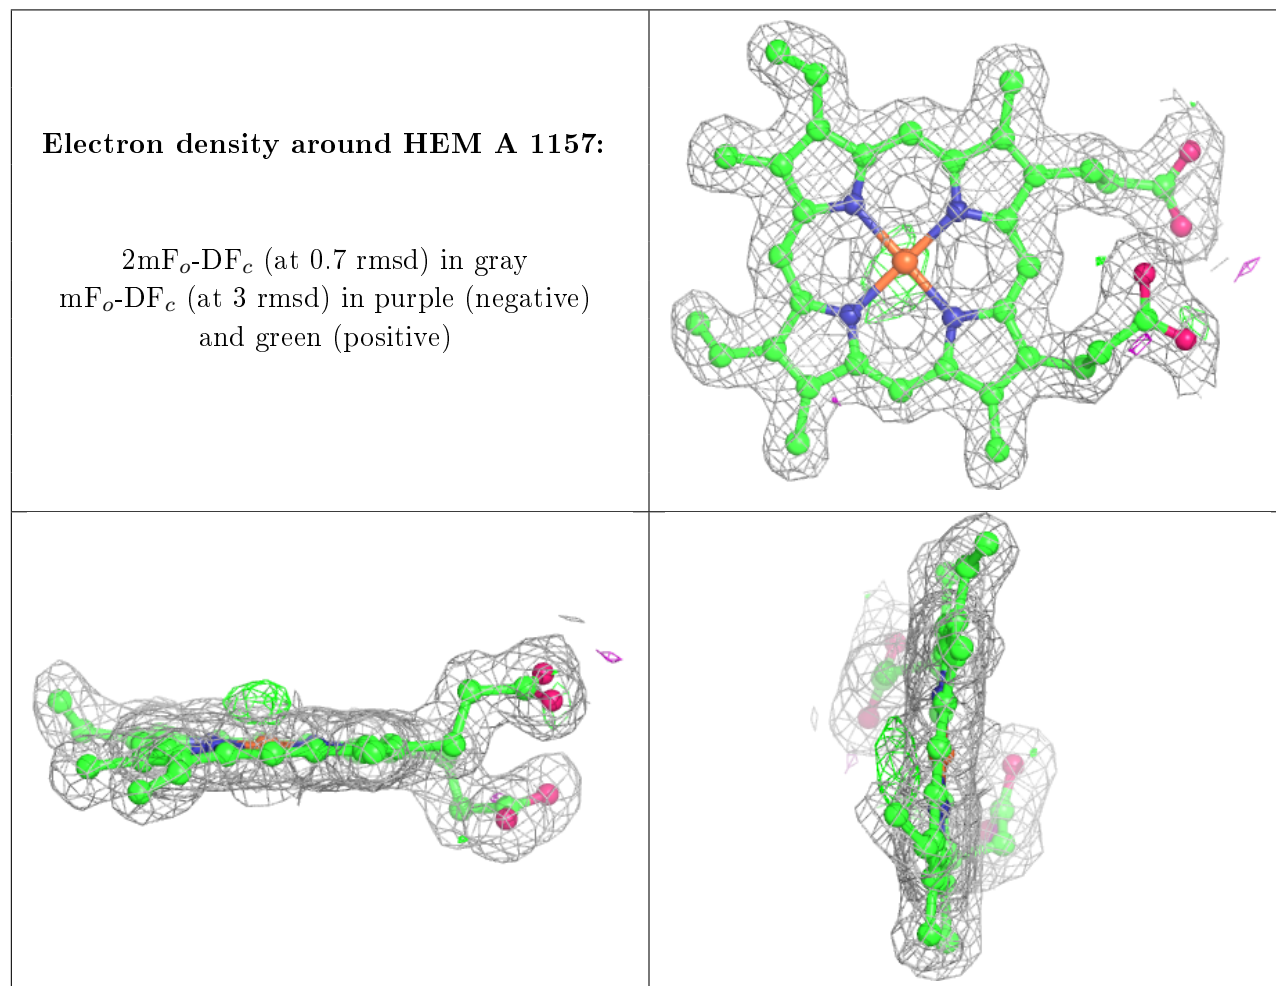 Electron density around HEM A 1157:
2mFₒ-DF𝒸 (at 0.7 rmsd) in gray
mFₒ-DF𝒸 (at 3 rmsd) in purple (negative)
and green (positive)